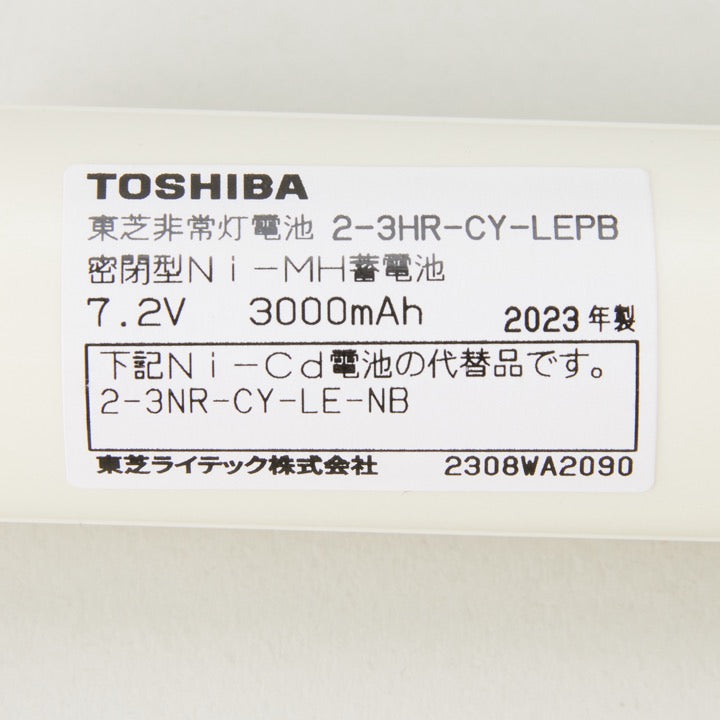 TOSHIBA
東芝非常灯電池 2-3HR-CY-LEPB
密閉型Ni-MH蓄電池
7.2V 3000mAh 2023年製
下記Ni-Cd電池の代替品です。
2-3NR-CY-LE-NB
東芝ライテック株式会社 2308WA2090